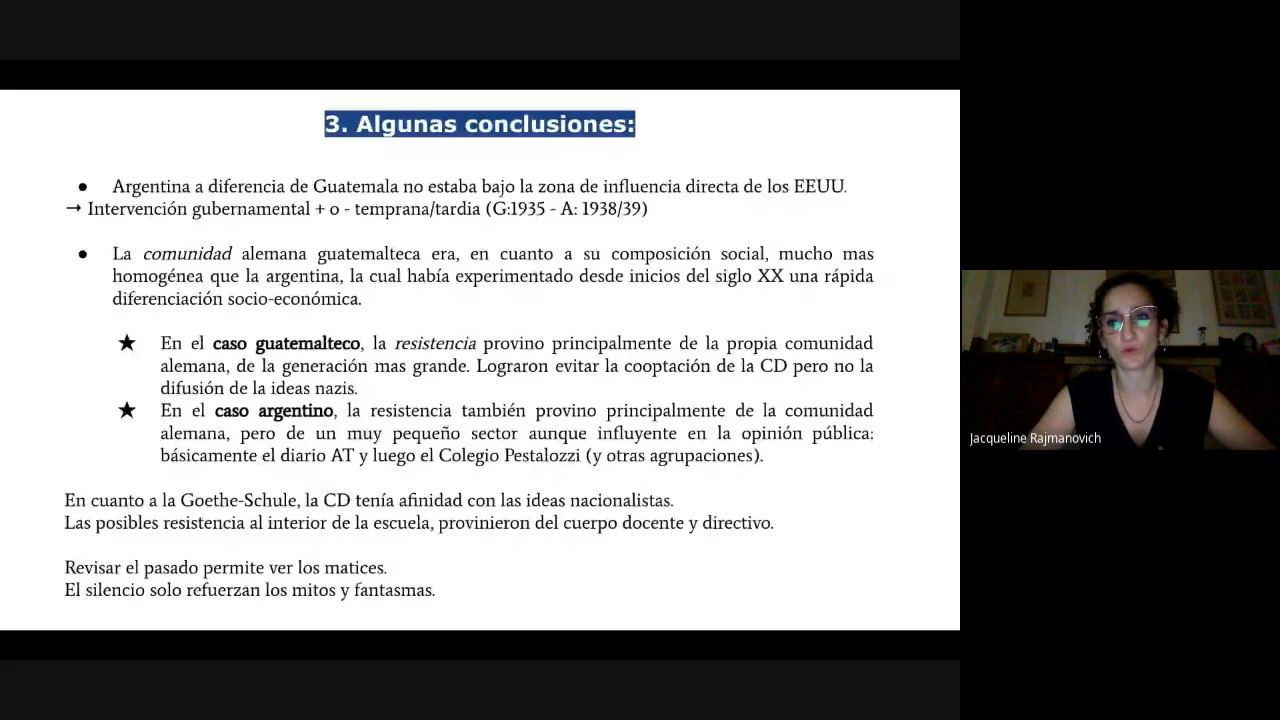 3. Algunas conclusiones:
● Argentina a diferencia de Guatemala no estaba bajo la zona de influencia directa de los EEUU.
→ Intervención gubernamental + o - temprana/tardia (G:1935 - A: 1938/39)
● La comunidad alemana guatemalteca era, en cuanto a su composición social, mucho mas
homogénea que la argentina, la cual había experimentado desde inicios del siglo XX una rápida
diferenciación socio-económica.
★ En el caso guatemalteco, la resistencia provino principalmente de la propia comunidad
alemana, de la generación mas grande. Lograron evitar la cooptación de la CD pero no la
difusión de la ideas nazis.
★ En el caso argentino, la resistencia también provino principalmente de la comunidad
alemana, pero de un muy pequeño sector aunque influyente en la opinión pública:
básicamente el diario AT y luego el Colegio Pestalozzi (y otras agrupaciones).
En cuanto a la Goethe-Schule, la CD tenía afinidad con las ideas nacionalistas.
Las posibles resistencia al interior de la escuela, provinieron del cuerpo docente y directivo.
Revisar el pasado permite ver los matices.
El silencio solo refuerzan los mitos y fantasmas.
Jacqueline Rajmanovich